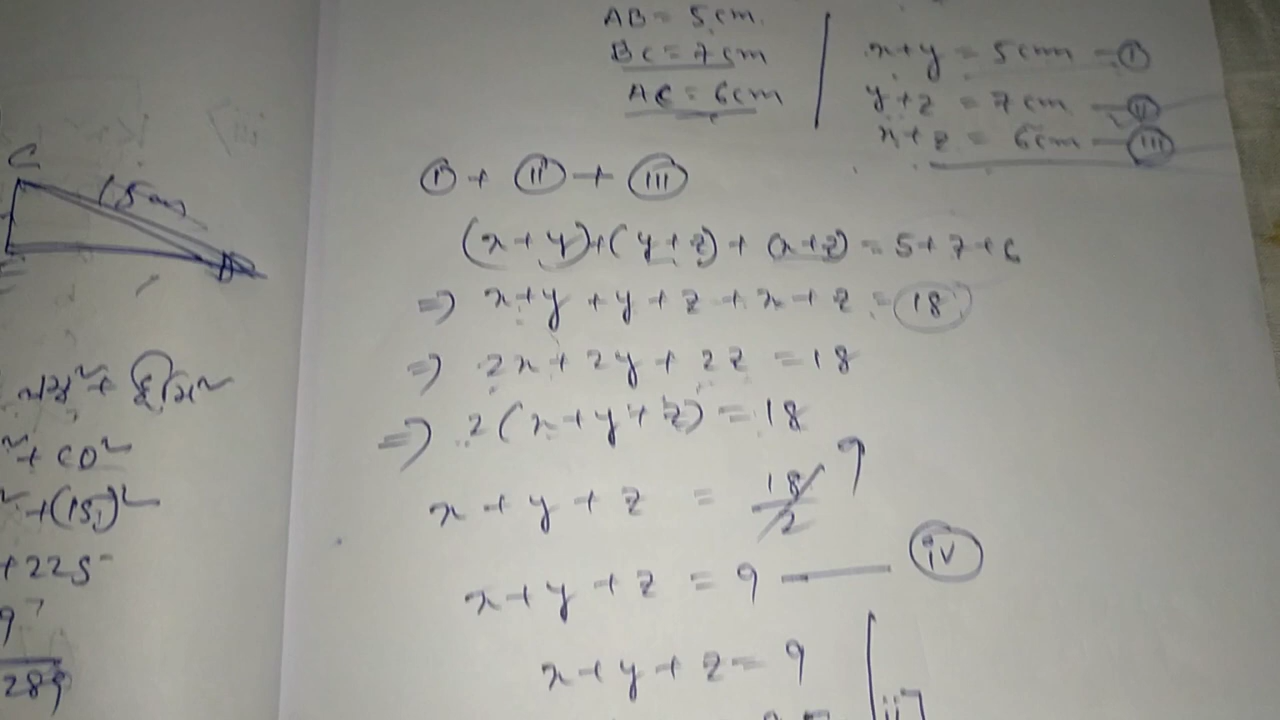 C
15cm
+ CD²
+(15)²
+225
289
AB = 5cm.
BC = 7cm
AC = 6cm
x+y = 5cm — (I)
y+z = 7cm — (II)
x+z = 6cm — (III)
(I) + (II) + (III)
(x+y)+(y+z)+(x+z) = 5+7+6
⇒ x+y+y+z+x+z = 18
⇒ 2x+2y+2z = 18
⇒ 2(x+y+z) = 18
x+y+z = 18/2 9
x+y+z = 9 — (iv)
x+y+z = 9